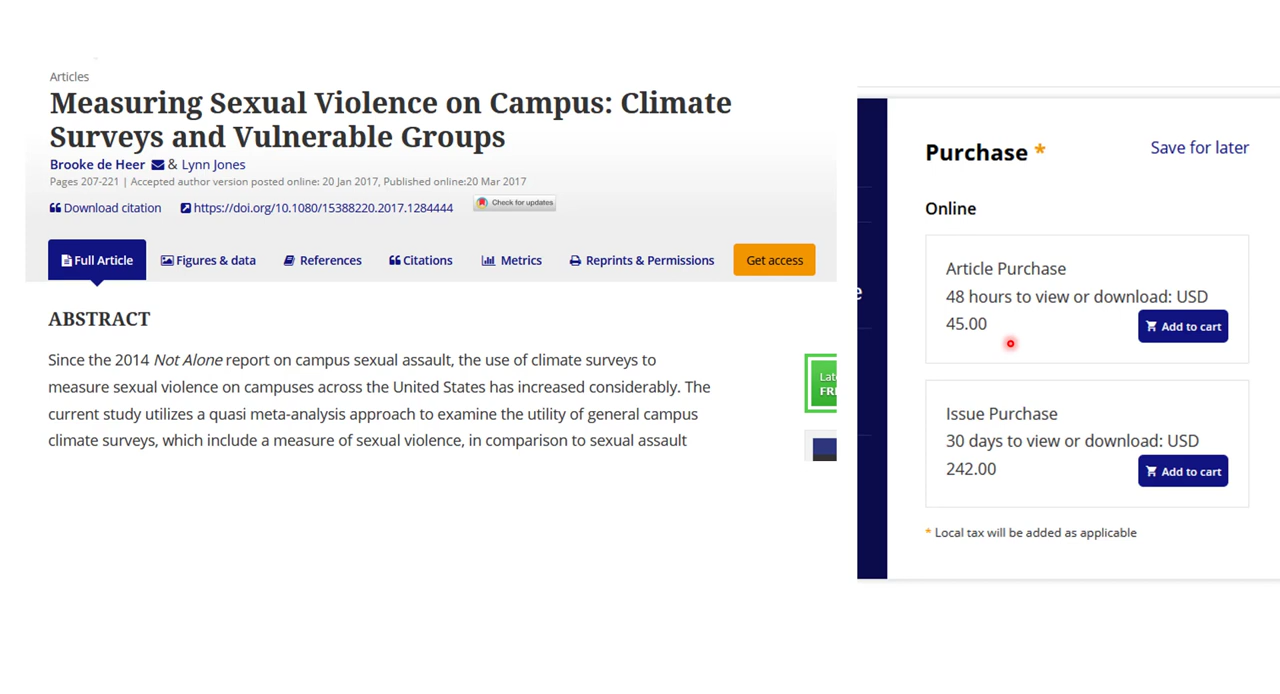 Articles
Measuring Sexual Violence on Campus: Climate
Surveys and Vulnerable Groups
Brooke de Heer & Lynn Jones
Pages 207-221 | Accepted author version posted online: 20 Jan 2017, Published online:20 Mar 2017
Download citation https://doi.org/10.1080/15388220.2017.1284444 Check for updates
Full Article Figures & data References Citations Metrics Reprints & Permissions Get access
ABSTRACT
Since the 2014 Not Alone report on campus sexual assault, the use of climate surveys to
measure sexual violence on campuses across the United States has increased considerably. The
current study utilizes a quasi meta-analysis approach to examine the utility of general campus
climate surveys, which include a measure of sexual violence, in comparison to sexual assault
Purchase * Save for later
Online
Article Purchase
48 hours to view or download: USD
45.00 Add to cart
Issue Purchase
30 days to view or download: USD
242.00 Add to cart
* Local tax will be added as applicable